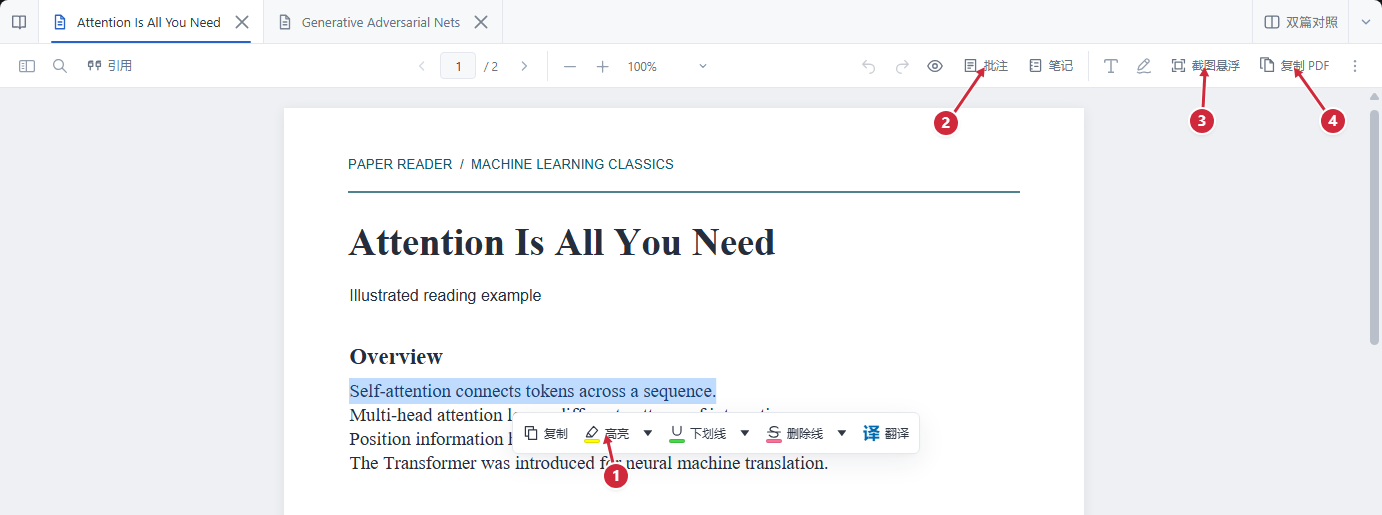 Attention Is All You Need
Generative Adversarial Nets
双篇对照
引用
1 / 2
100%
批注
笔记
截图悬浮
复制 PDF
2
3
4
PAPER READER / MACHINE LEARNING CLASSICS
Attention Is All You Need
Illustrated reading example
Overview
Self-attention connects tokens across a sequence.
Multi-head attention
Position information
复制
高亮
下划线
删除线
译 翻译
The Transformer was introduced for neural machine translation.
1